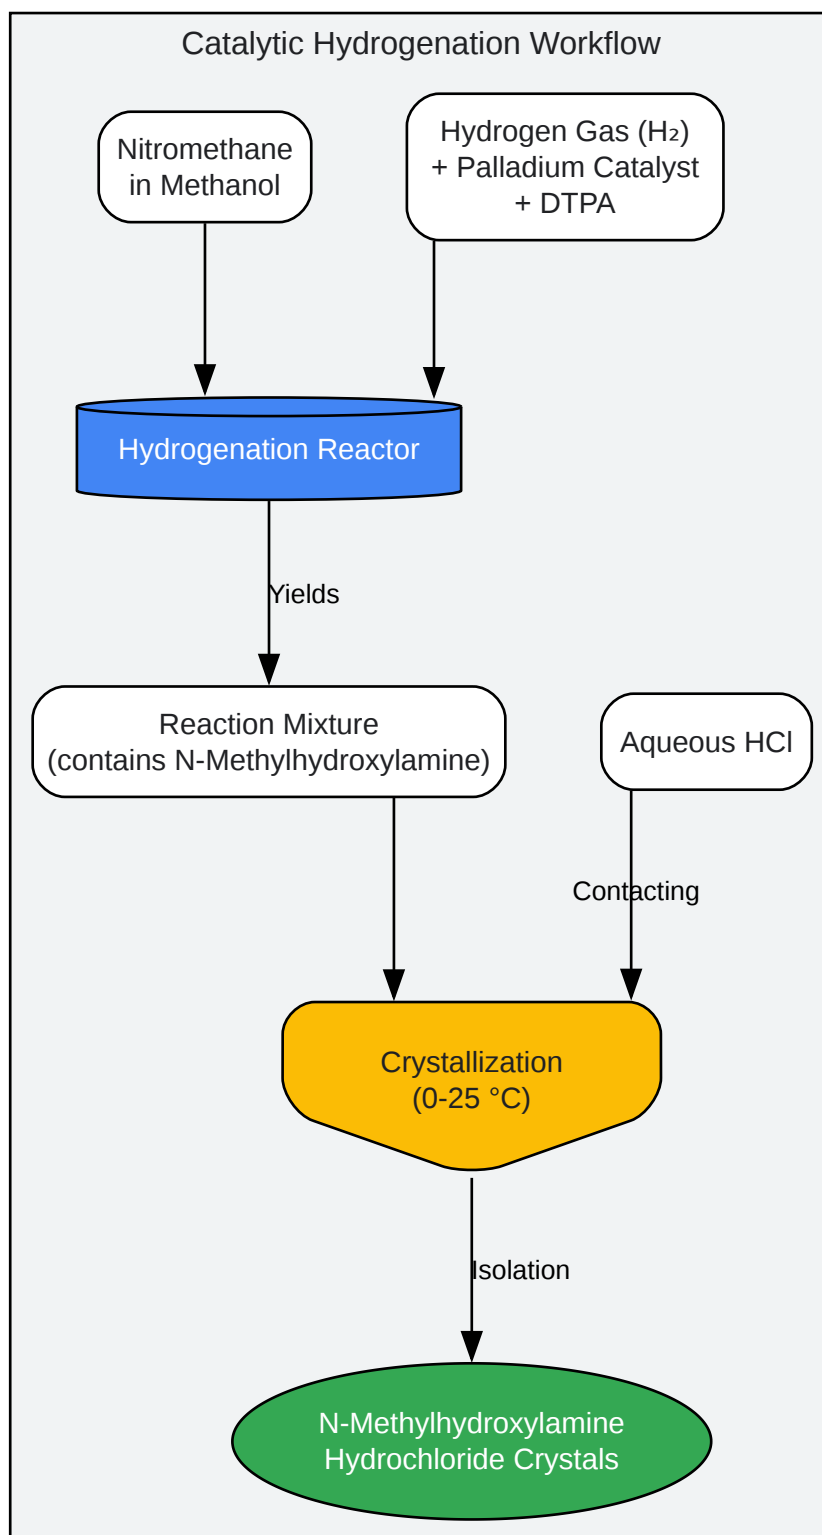 Catalytic Hydrogenation Workflow
Nitromethane
in Methanol
Hydrogen Gas (H₂)
+ Palladium Catalyst
+ DTPA
Hydrogenation Reactor
Yields
Reaction Mixture
(contains N-Methylhydroxylamine)
Aqueous HCl
Contacting
Crystallization
(0-25 °C)
Isolation
N-Methylhydroxylamine
Hydrochloride Crystals